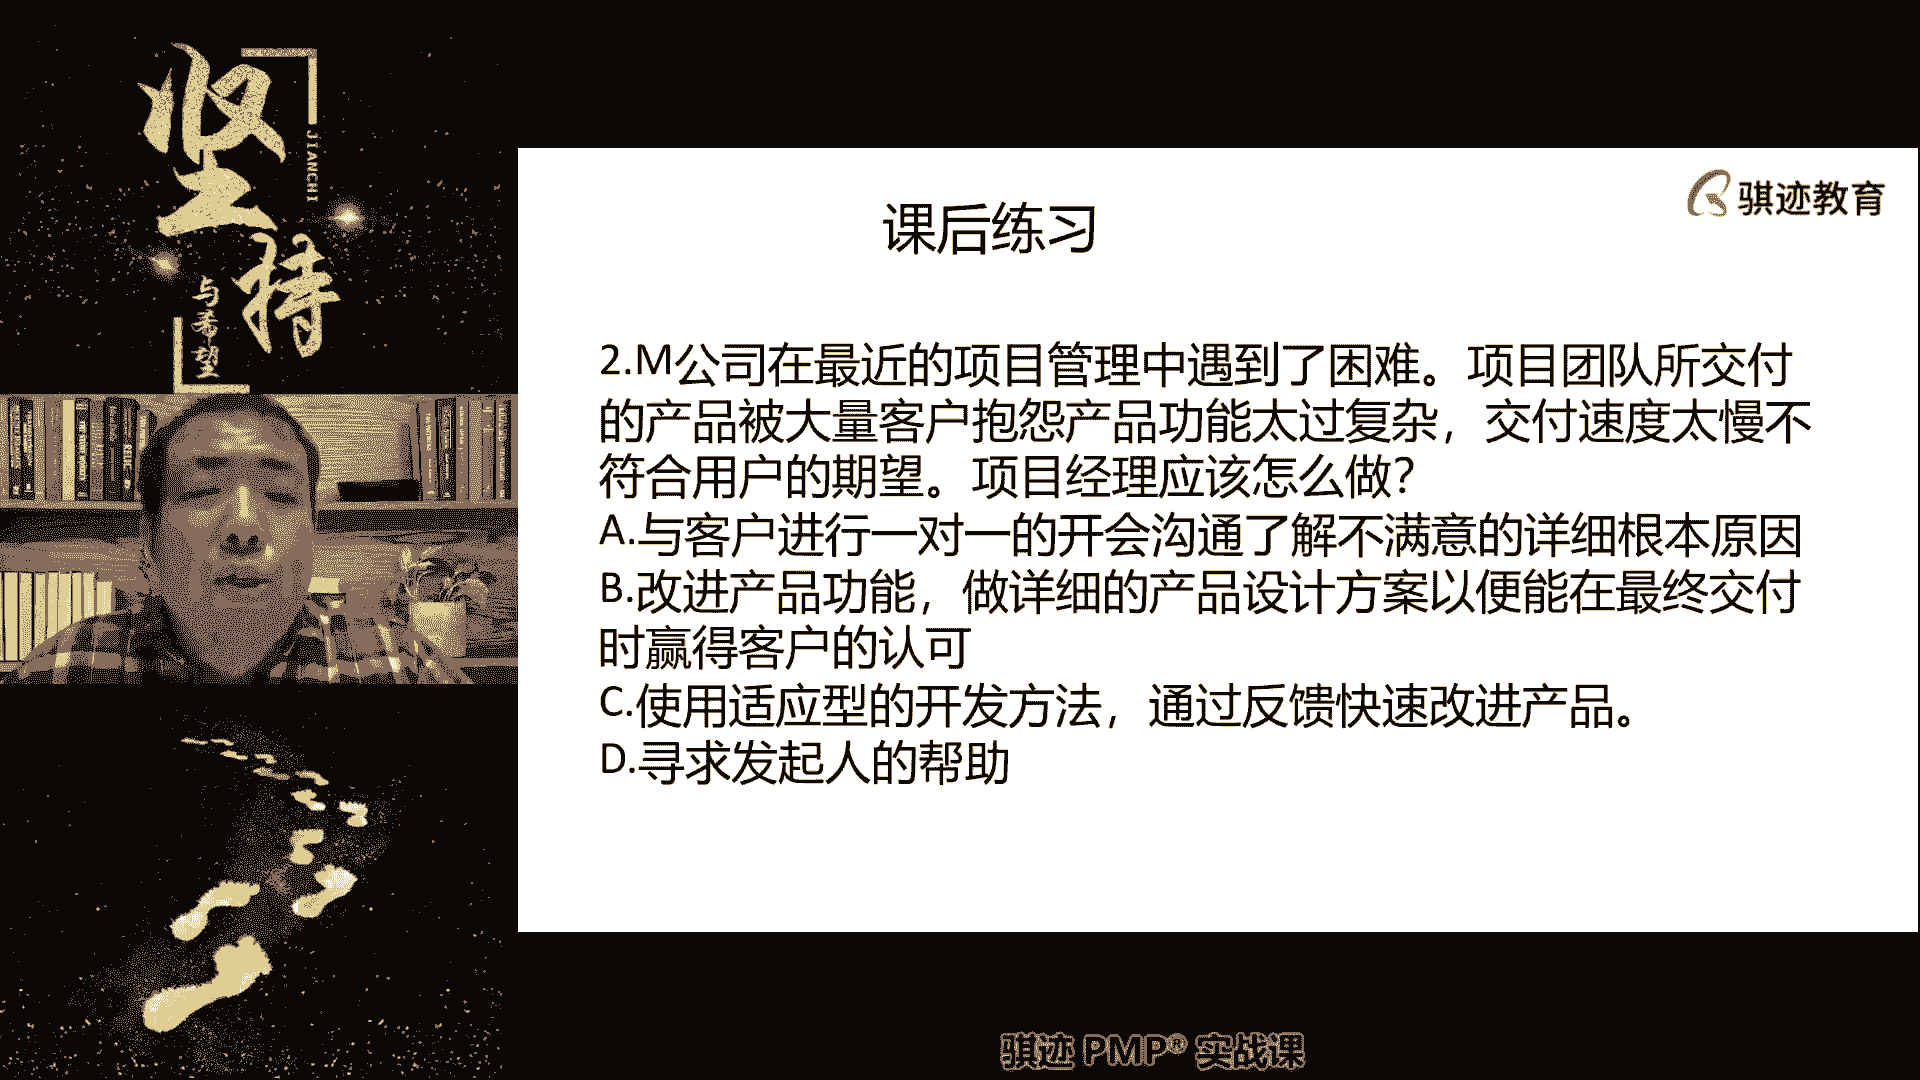 坚
JIANCHI
持
与希望
骐迹教育
课后练习
2.M公司在最近的项目管理中遇到了困难。项目团队所交付
的产品被大量客户抱怨产品功能太过复杂，交付速度太慢不
符合用户的期望。项目经理应该怎么做？
A.与客户进行一对一的开会沟通了解不满意的详细根本原因
B.改进产品功能，做详细的产品设计方案以便能在最终交付
时赢得客户的认可
C.使用适应型的开发方法，通过反馈快速改进产品。
D.寻求发起人的帮助
骐迹 PMP® 实战课